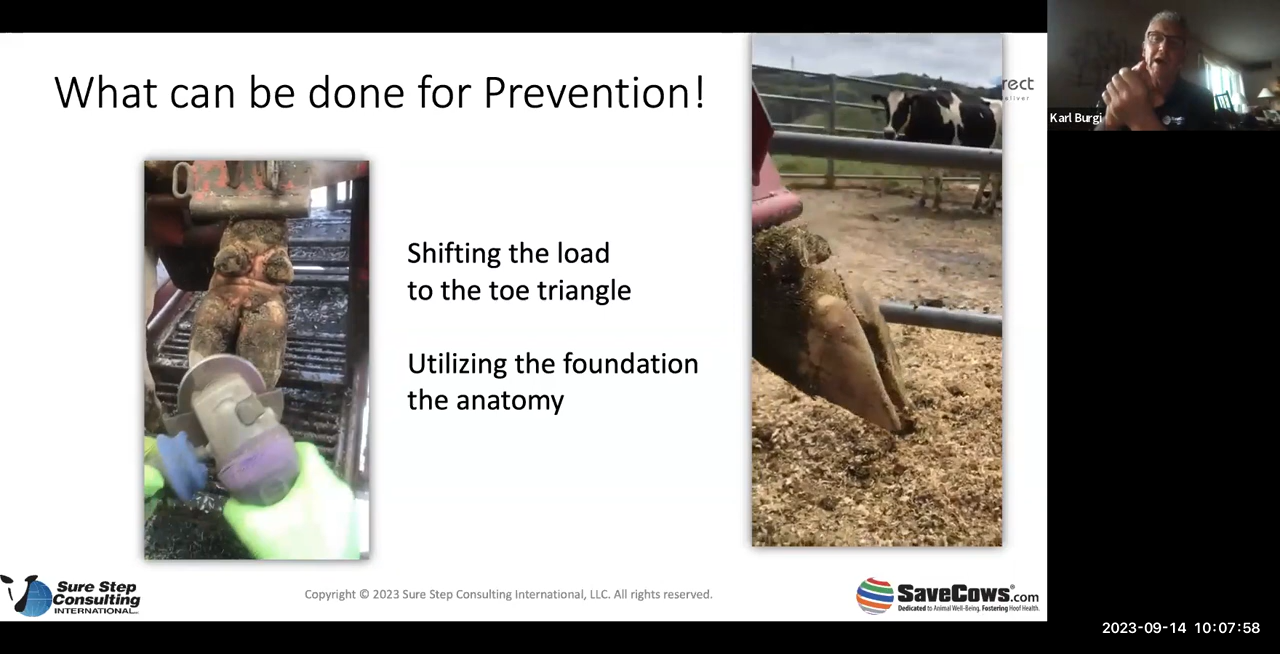 What can be done for Prevention!
rect
eliver
Karl Burgi
Shifting the load
to the toe triangle
Utilizing the foundation
the anatomy
Sure Step
Consulting
INTERNATIONAL
Copyright © 2023 Sure Step Consulting International, LLC. All rights reserved.
SaveCows.com
Dedicated to Animal Well-Being. Fostering Hoof Health.
2023-09-14 10:07:58